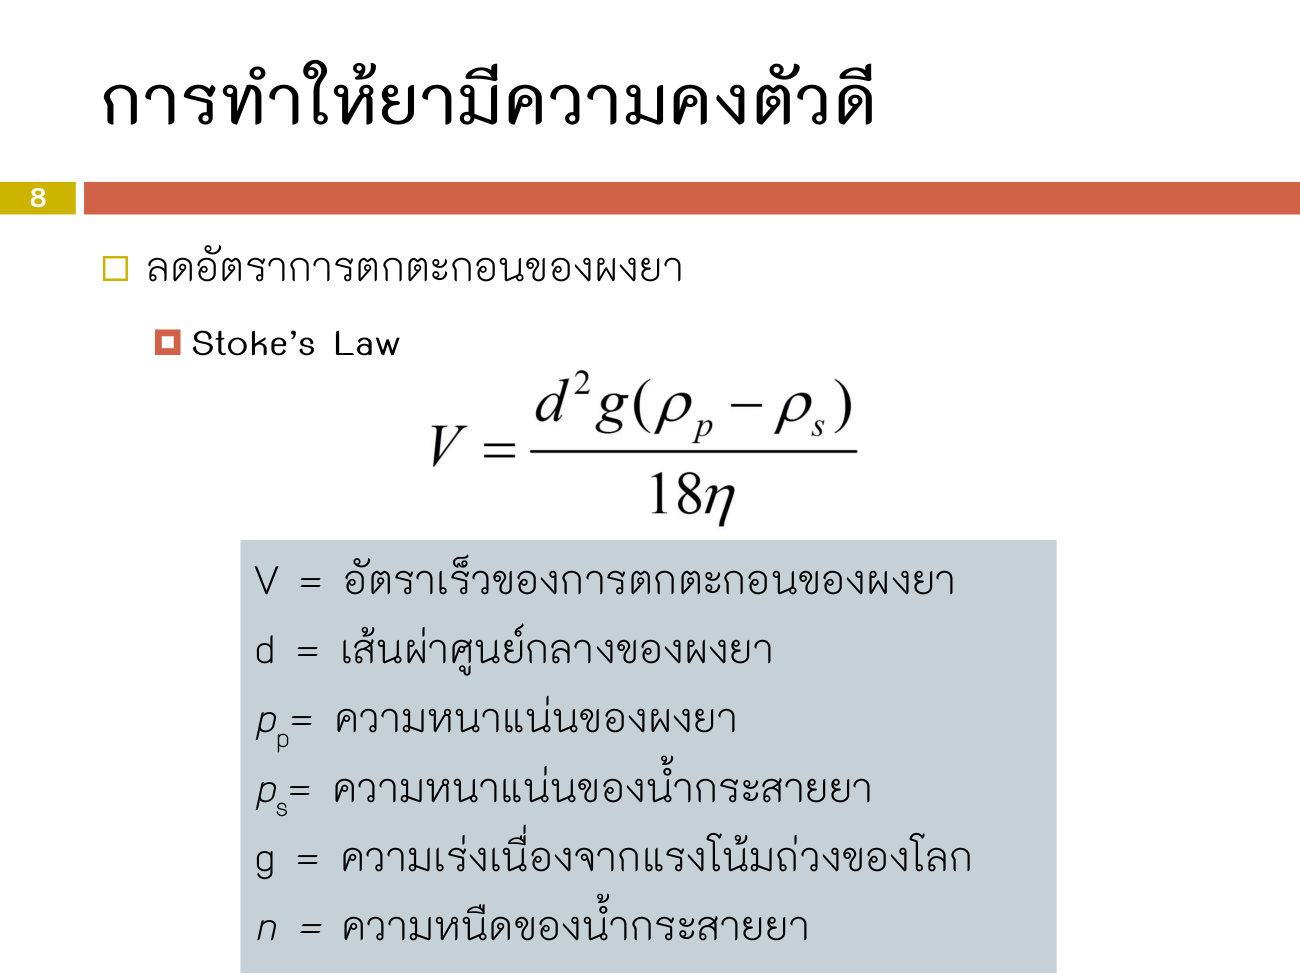 การทำให้ยามีความคงตัวดี
8
ลดอัตราการตกตะกอนของผงยา
Stoke's Law
V = d²g(ρp − ρs) / 18η
V = อัตราเร็วของการตกตะกอนของผงยา
d = เส้นผ่าศูนย์กลางของผงยา
pp= ความหนาแน่นของผงยา
ps= ความหนาแน่นของน้ำกระสายยา
g = ความเร่งเนื่องจากแรงโน้มถ่วงของโลก
n = ความหนืดของน้ำกระสายยา